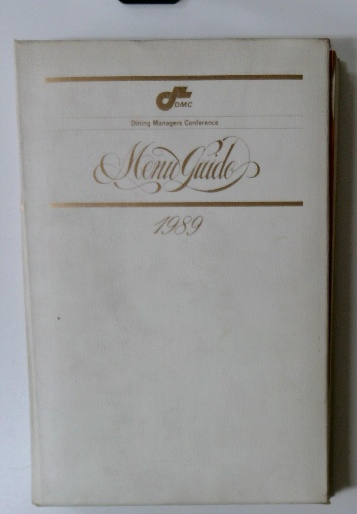 DMC
Dining Managers Conference
Menu Guide
1989